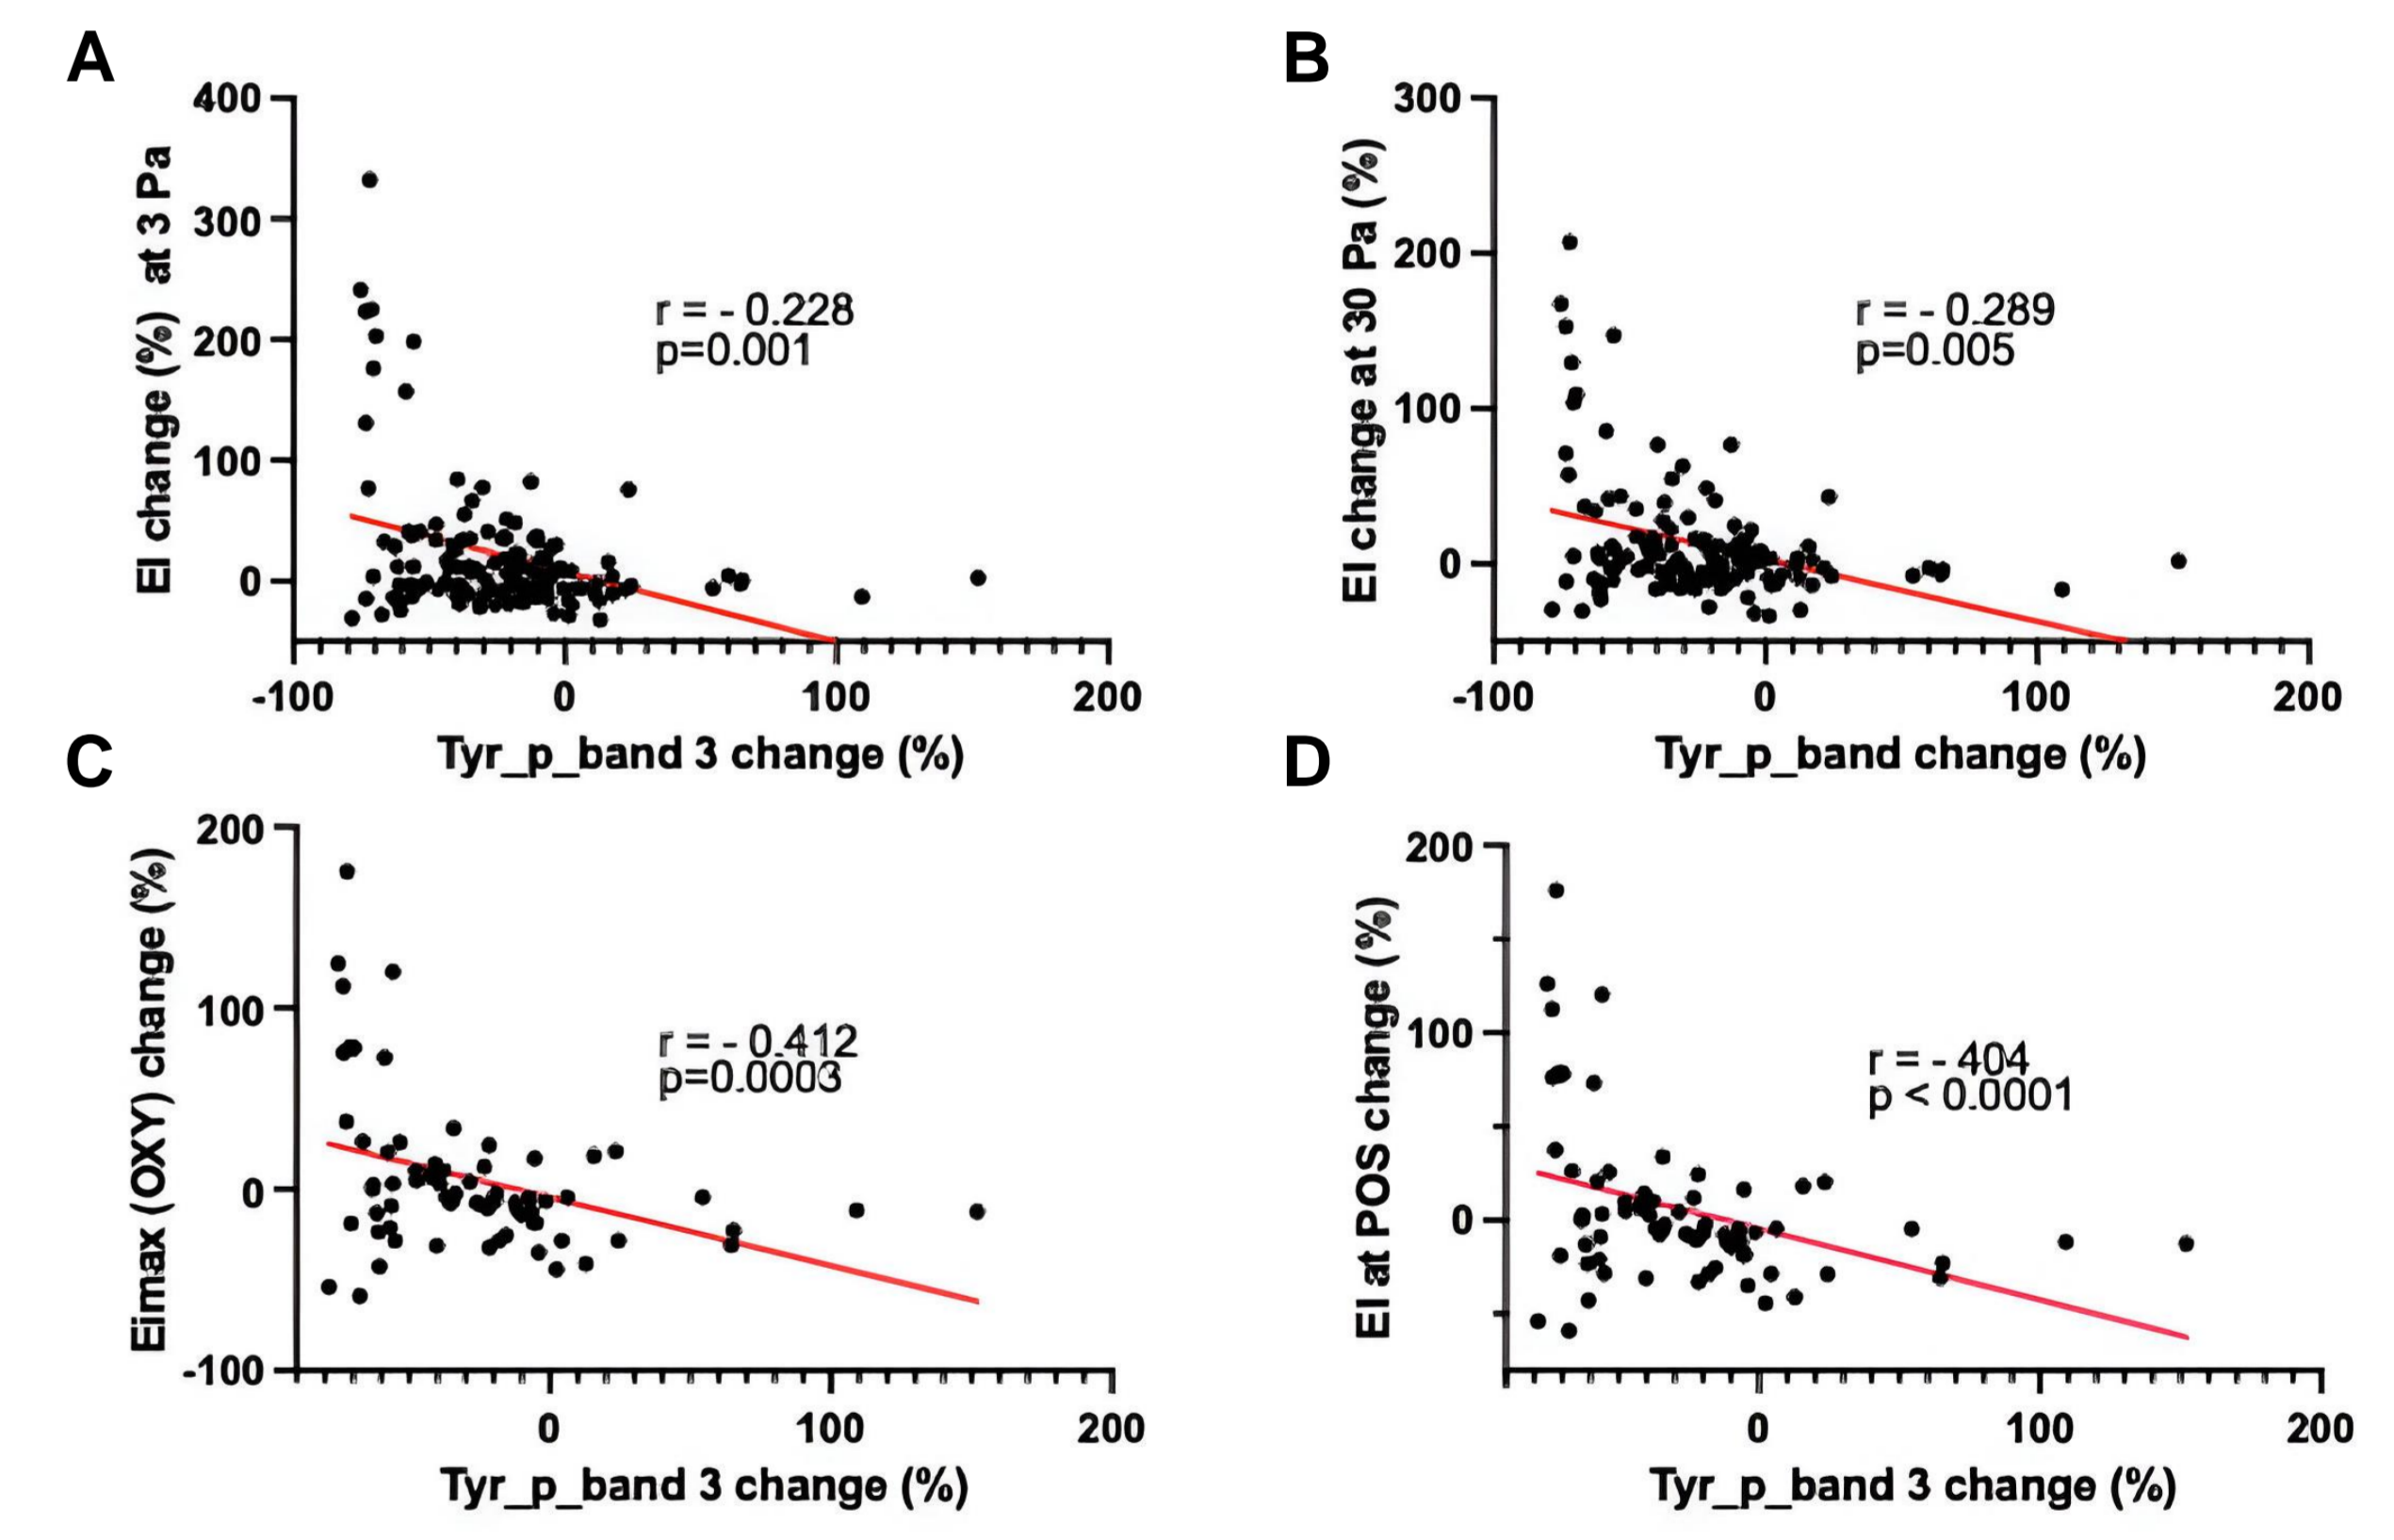 A
400
300
200
100
0
-100 0 100 200
EI change (%) at 3 Pa
r = - 0.228
p=0.001
Tyr_p_band 3 change (%)
B
300
200
100
0
-100 0 100 200
EI change at 30 Pa (%)
r = - 0.289
p=0.005
Tyr_p_band change (%)
C
200
100
0
-100
0 100 200
Eimax (OXY) change (%)
r = - 0.412
p=0.0003
Tyr_p_band 3 change (%)
D
200
100
0
0 100 200
EI at POS change (%)
r = - 404
p < 0.0001
Tyr_p_band 3 change (%)